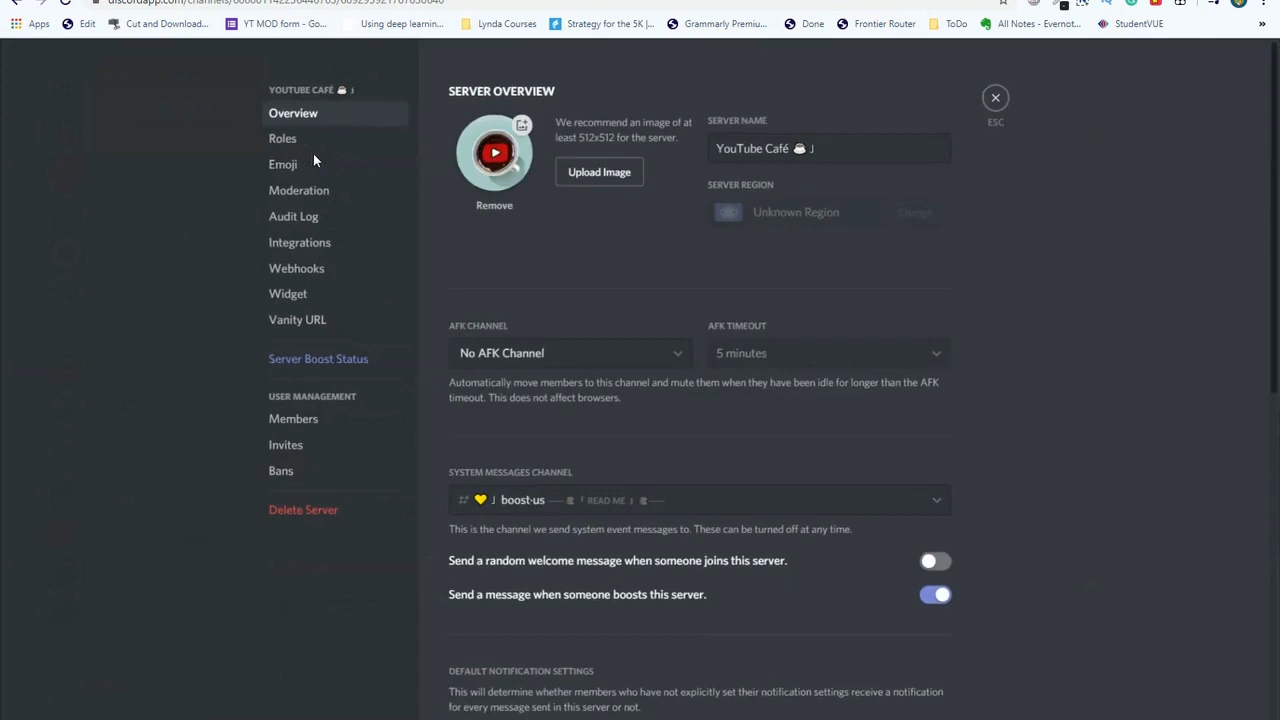 Apps
Edit
Cut and Download...
YT MOD form - Go...
Using deep learnin...
Lynda Courses
Strategy for the 5K |...
Grammarly Premiu...
Done
Frontier Router
ToDo
All Notes - Evernot...
StudentVUE
»
YOUTUBE CAFÉ ☕ 」
Overview
Roles
Emoji
Moderation
Audit Log
Integrations
Webhooks
Widget
Vanity URL
Server Boost Status
USER MANAGEMENT
Members
Invites
Bans
Delete Server
SERVER OVERVIEW
We recommend an image of at
least 512x512 for the server.
Upload Image
Remove
SERVER NAME
YouTube Café ☕ 」
SERVER REGION
Unknown Region
Change
ESC
AFK CHANNEL
No AFK Channel
AFK TIMEOUT
5 minutes
Automatically move members to this channel and mute them when they have been idle for longer than the AFK
timeout. This does not affect browsers.
SYSTEM MESSAGES CHANNEL
# 💛 」 boost-us
「 READ ME 」
This is the channel we send system event messages to. These can be turned off at any time.
Send a random welcome message when someone joins this server.
Send a message when someone boosts this server.
DEFAULT NOTIFICATION SETTINGS
This will determine whether members who have not explicitly set their notification settings receive a notification
for every message sent in this server or not.